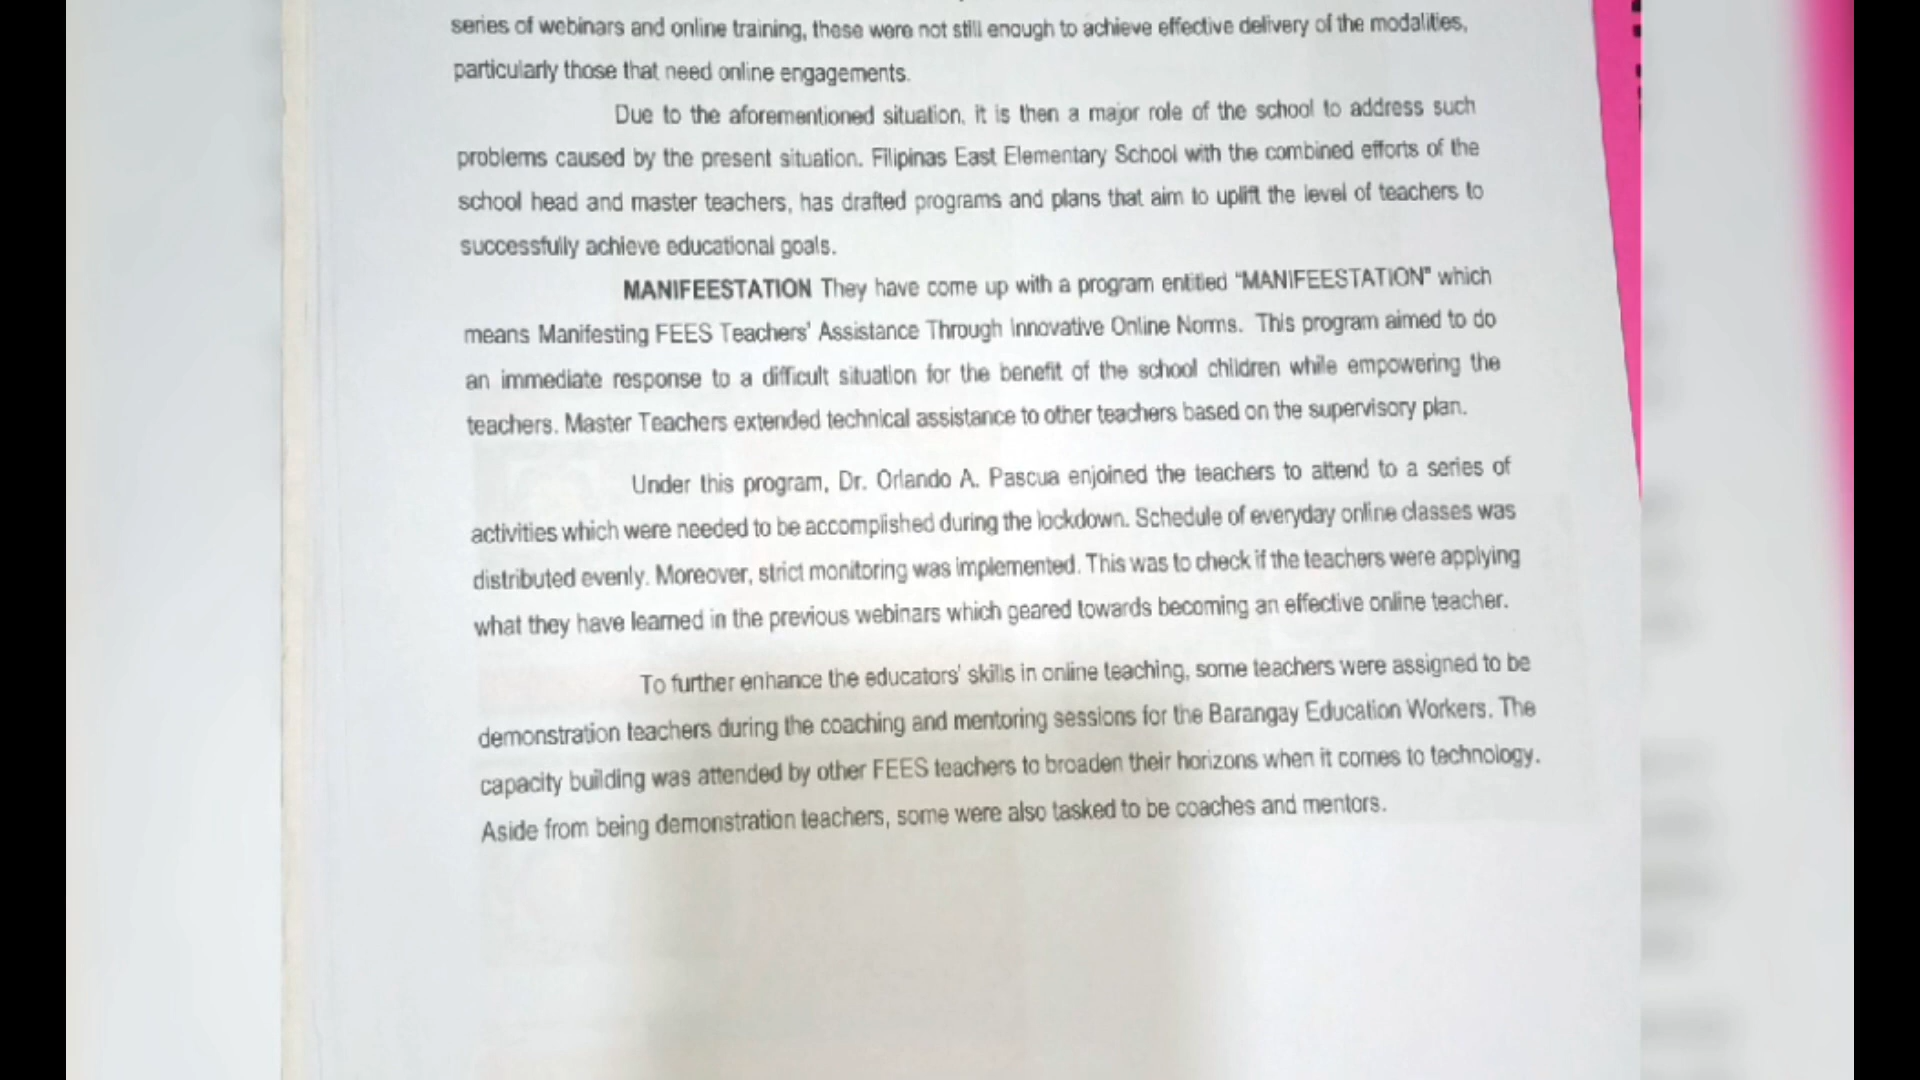 series of webinars and online training, these were not still enough to achieve effective delivery of the modalities,
particularly those that need online engagements.
Due to the aforementioned situation, it is then a major role of the school to address such
problems caused by the present situation. Filipinas East Elementary School with the combined efforts of the
school head and master teachers, has drafted programs and plans that aim to uplift the level of teachers to
successfully achieve educational goals.
MANIFEESTATION They have come up with a program entitled “MANIFEESTATION” which
means Manifesting FEES Teachers’ Assistance Through Innovative Online Norms. This program aimed to do
an immediate response to a difficult situation for the benefit of the school children while empowering the
teachers. Master Teachers extended technical assistance to other teachers based on the supervisory plan.
Under this program, Dr. Orlando A. Pascua enjoined the teachers to attend to a series of
activities which were needed to be accomplished during the lockdown. Schedule of everyday online classes was
distributed evenly. Moreover, strict monitoring was implemented. This was to check if the teachers were applying
what they have learned in the previous webinars which geared towards becoming an effective online teacher.
To further enhance the educators’ skills in online teaching, some teachers were assigned to be
demonstration teachers during the coaching and mentoring sessions for the Barangay Education Workers. The
capacity building was attended by other FEES teachers to broaden their horizons when it comes to technology.
Aside from being demonstration teachers, some were also tasked to be coaches and mentors.